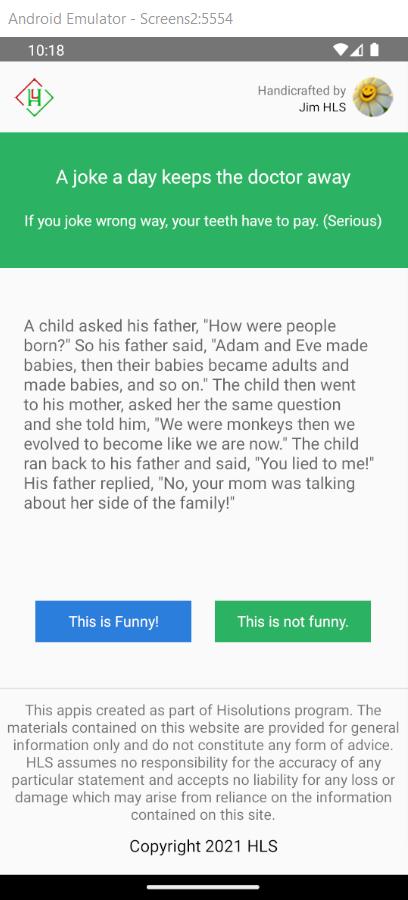 Android Emulator - Screens2:5554
10:18
Handicrafted by
Jim HLS
A joke a day keeps the doctor away
If you joke wrong way, your teeth have to pay. (Serious)
A child asked his father, "How were people
born?" So his father said, "Adam and Eve made
babies, then their babies became adults and
made babies, and so on." The child then went
to his mother, asked her the same question
and she told him, "We were monkeys then we
evolved to become like we are now." The child
ran back to his father and said, "You lied to me!"
His father replied, "No, your mom was talking
about her side of the family!"
This is Funny!
This is not funny.
This appis created as part of Hisolutions program. The
materials contained on this website are provided for general
information only and do not constitute any form of advice.
HLS assumes no responsibility for the accuracy of any
particular statement and accepts no liability for any loss or
damage which may arise from reliance on the information
contained on this site.
Copyright 2021 HLS